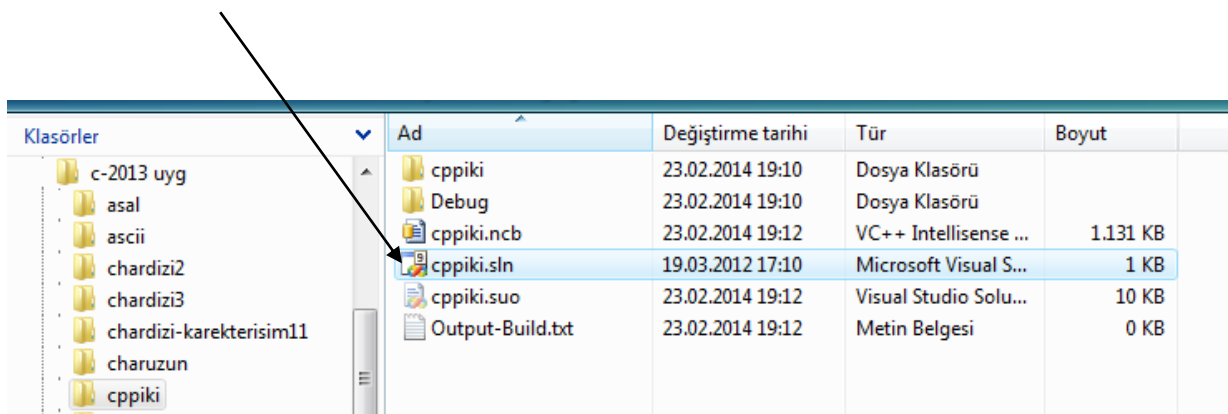 Klasörler
c-2013 uyg
asal
ascii
chardizi2
chardizi3
chardizi-karekterisim11
charuzun
cppiki
Ad Değiştirme tarihi Tür Boyut
cppiki 23.02.2014 19:10 Dosya Klasörü
Debug 23.02.2014 19:10 Dosya Klasörü
cppiki.ncb 23.02.2014 19:12 VC++ Intellisense ... 1.131 KB
cppiki.sln 19.03.2012 17:10 Microsoft Visual S... 1 KB
cppiki.suo 23.02.2014 19:12 Visual Studio Solu... 10 KB
Output-Build.txt 23.02.2014 19:12 Metin Belgesi 0 KB